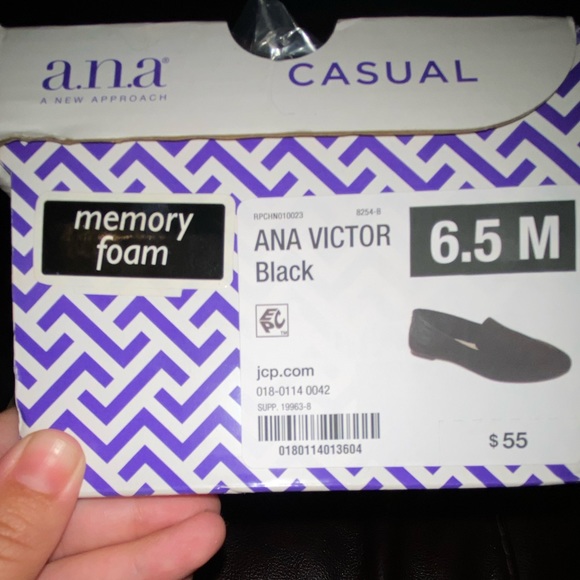 a.n.a®
A NEW APPROACH
CASUAL
memory
foam
RPCHN010023 8254-B
ANA VICTOR
Black
6.5 M
EPC™
jcp.com
018-0114 0042
SUPP. 19963-8
0180114013604
$55